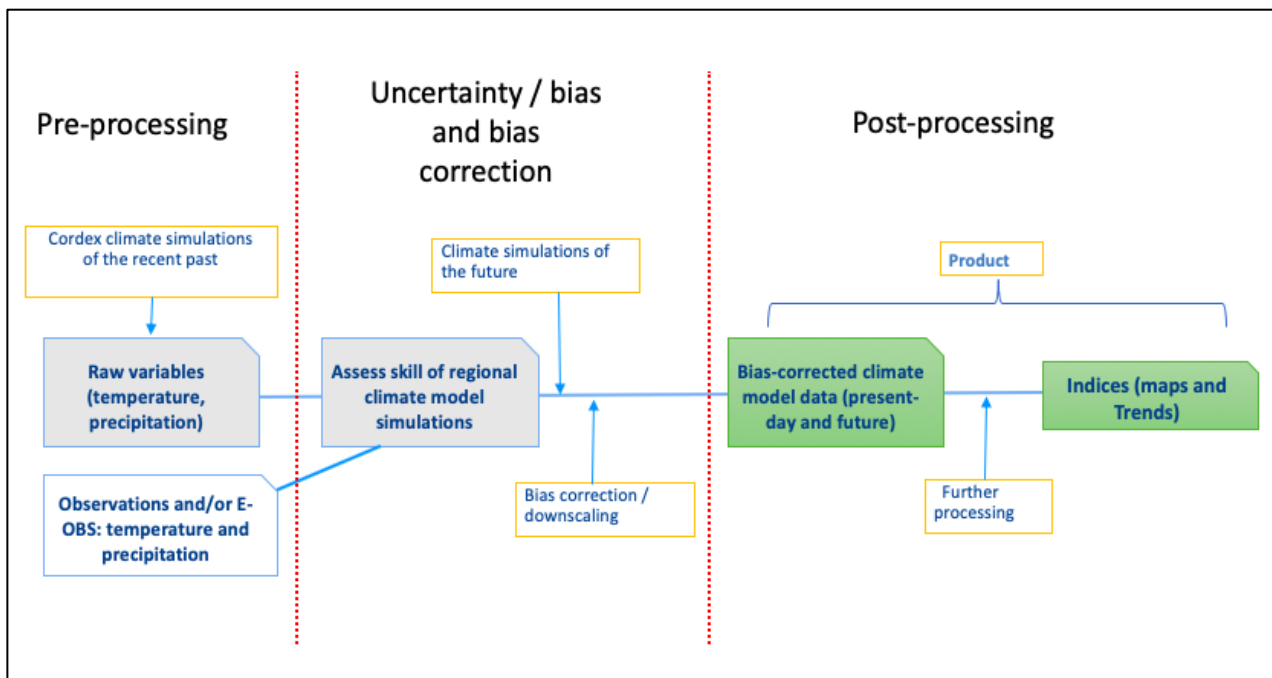 Pre-processing
Uncertainty / bias
and bias
correction
Post-processing
Cordex climate simulations
of the recent past
Climate simulations of
the future
Product
Raw variables
(temperature,
precipitation)
Assess skill of regional
climate model
simulations
Bias-corrected climate
model data (present-
day and future)
Indices (maps and
Trends)
Observations and/or E-
OBS: temperature and
precipitation
Bias correction /
downscaling
Further
processing